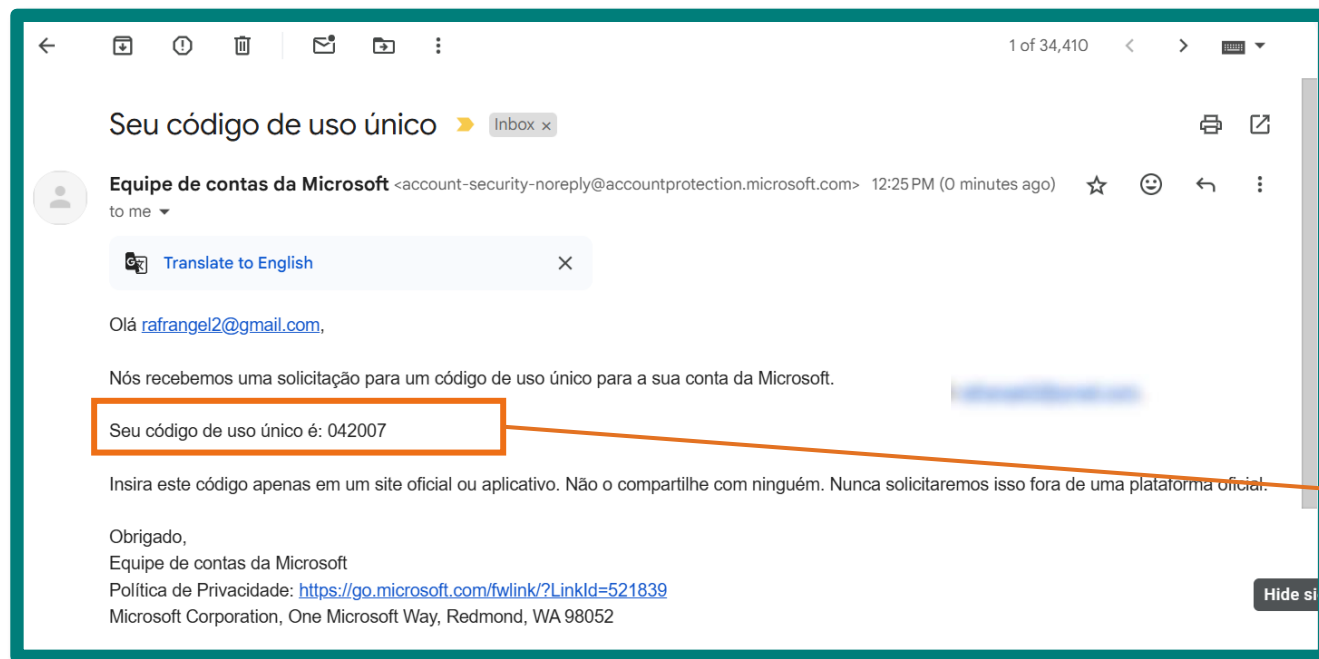 1 of 34,410
Seu código de uso único Inbox x
Equipe de contas da Microsoft <account-security-noreply@accountprotection.microsoft.com> 12:25 PM (0 minutes ago)
to me
Translate to English
Olá rafrangel2@gmail.com,
Nós recebemos uma solicitação para um código de uso único para a sua conta da Microsoft.
Seu código de uso único é: 042007
Insira este código apenas em um site oficial ou aplicativo. Não o compartilhe com ninguém. Nunca solicitaremos isso fora de uma plataforma oficial.
Obrigado,
Equipe de contas da Microsoft
Política de Privacidade: https://go.microsoft.com/fwlink/?LinkId=521839
Microsoft Corporation, One Microsoft Way, Redmond, WA 98052
Hide si